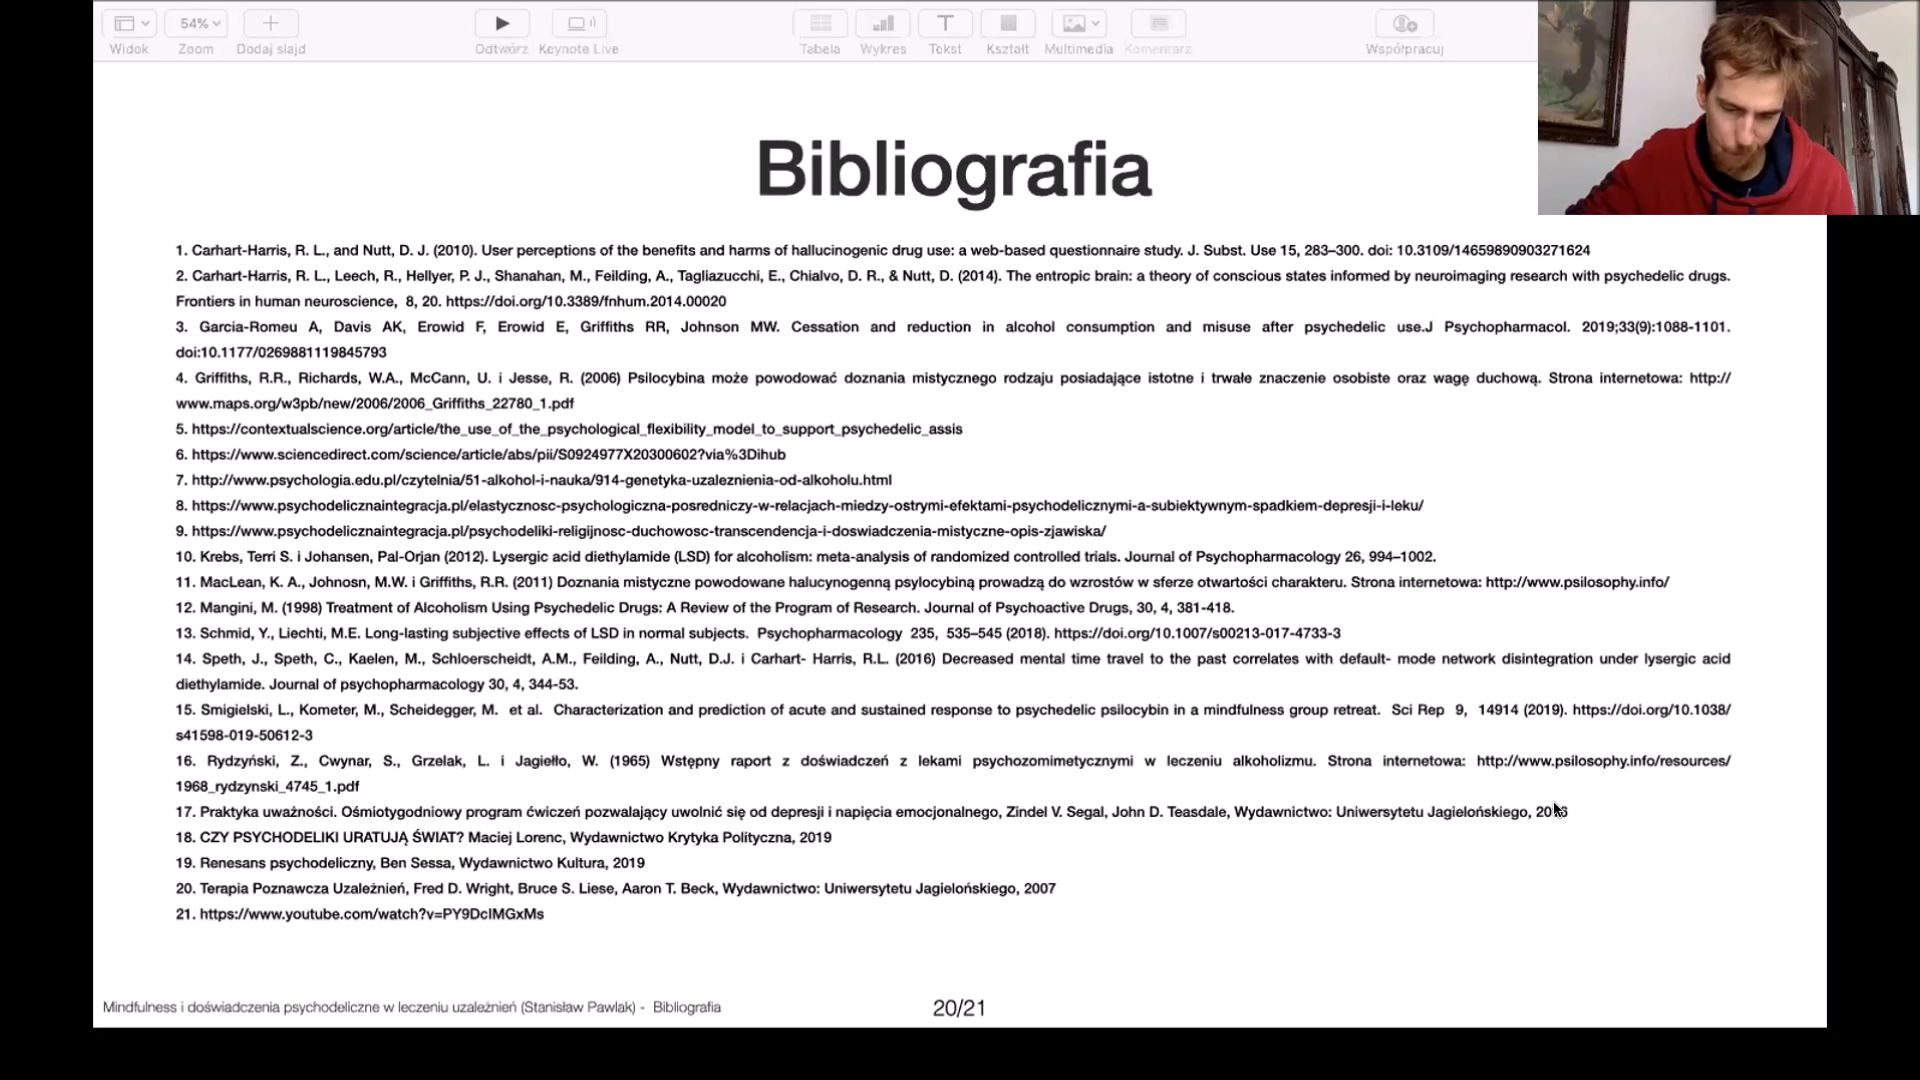 54%
Widok Zoom Dodaj slajd Odtwórz Keynote Live Tabela Wykres Tekst Kształt Multimedia Komentarz Współpracuj
Bibliografia
1. Carhart-Harris, R. L., and Nutt, D. J. (2010). User perceptions of the benefits and harms of hallucinogenic drug use: a web-based questionnaire study. J. Subst. Use 15, 283–300. doi: 10.3109/14659890903271624
2. Carhart-Harris, R. L., Leech, R., Hellyer, P. J., Shanahan, M., Feilding, A., Tagliazucchi, E., Chialvo, D. R., & Nutt, D. (2014). The entropic brain: a theory of conscious states informed by neuroimaging research with psychedelic drugs.
Frontiers in human neuroscience, 8, 20. https://doi.org/10.3389/fnhum.2014.00020
3. Garcia-Romeu A, Davis AK, Erowid F, Erowid E, Griffiths RR, Johnson MW. Cessation and reduction in alcohol consumption and misuse after psychedelic use.J Psychopharmacol. 2019;33(9):1088-1101.
doi:10.1177/0269881119845793
4. Griffiths, R.R., Richards, W.A., McCann, U. i Jesse, R. (2006) Psilocybina może powodować doznania mistycznego rodzaju posiadające istotne i trwałe znaczenie osobiste oraz wagę duchową. Strona internetowa: http://
www.maps.org/w3pb/new/2006/2006_Griffiths_22780_1.pdf
5. https://contextualscience.org/article/the_use_of_the_psychological_flexibility_model_to_support_psychedelic_assis
6. https://www.sciencedirect.com/science/article/abs/pii/S0924977X20300602?via%3Dihub
7. http://www.psychologia.edu.pl/czytelnia/51-alkohol-i-nauka/914-genetyka-uzaleznienia-od-alkoholu.html
8. https://www.psychodelicznaintegracja.pl/elastycznosc-psychologiczna-posredniczy-w-relacjach-miedzy-ostrymi-efektami-psychodelicznymi-a-subiektywnym-spadkiem-depresji-i-leku/
9. https://www.psychodelicznaintegracja.pl/psychodeliki-religijnosc-duchowosc-transcendencja-i-doswiadczenia-mistyczne-opis-zjawiska/
10. Krebs, Terri S. i Johansen, Pal-Orjan (2012). Lysergic acid diethylamide (LSD) for alcoholism: meta-analysis of randomized controlled trials. Journal of Psychopharmacology 26, 994–1002.
11. MacLean, K. A., Johnosn, M.W. i Griffiths, R.R. (2011) Doznania mistyczne powodowane halucynogenną psylocybiną prowadzą do wzrostów w sferze otwartości charakteru. Strona internetowa: http://www.psilosophy.info/
12. Mangini, M. (1998) Treatment of Alcoholism Using Psychedelic Drugs: A Review of the Program of Research. Journal of Psychoactive Drugs, 30, 4, 381-418.
13. Schmid, Y., Liechti, M.E. Long-lasting subjective effects of LSD in normal subjects. Psychopharmacology 235, 535–545 (2018). https://doi.org/10.1007/s00213-017-4733-3
14. Speth, J., Speth, C., Kaelen, M., Schloerscheidt, A.M., Feilding, A., Nutt, D.J. i Carhart- Harris, R.L. (2016) Decreased mental time travel to the past correlates with default- mode network disintegration under lysergic acid
diethylamide. Journal of psychopharmacology 30, 4, 344-53.
15. Smigielski, L., Kometer, M., Scheidegger, M. et al. Characterization and prediction of acute and sustained response to psychedelic psilocybin in a mindfulness group retreat. Sci Rep 9, 14914 (2019). https://doi.org/10.1038/
s41598-019-50612-3
16. Rydzyński, Z., Cwynar, S., Grzelak, L. i Jagiełło, W. (1965) Wstępny raport z doświadczeń z lekami psychozomimetycznymi w leczeniu alkoholizmu. Strona internetowa: http://www.psilosophy.info/resources/
1968_rydzynski_4745_1.pdf
17. Praktyka uważności. Ośmiotygodniowy program ćwiczeń pozwalający uwolnić się od depresji i napięcia emocjonalnego, Zindel V. Segal, John D. Teasdale, Wydawnictwo: Uniwersytetu Jagielońskiego,
18. CZY PSYCHODELIKI URATUJĄ ŚWIAT? Maciej Lorenc, Wydawnictwo Krytyka Polityczna, 2019
19. Renesans psychodeliczny, Ben Sessa, Wydawnictwo Kultura, 2019
20. Terapia Poznawcza Uzależnień, Fred D. Wright, Bruce S. Liese, Aaron T. Beck, Wydawnictwo: Uniwersytetu Jagielońskiego, 2007
21. https://www.youtube.com/watch?v=PY9DcIMGxMs
Mindfulness i doświadczenia psychodeliczne w leczeniu uzależnień (Stanisław Pawlak) - Bibliografia
20/21